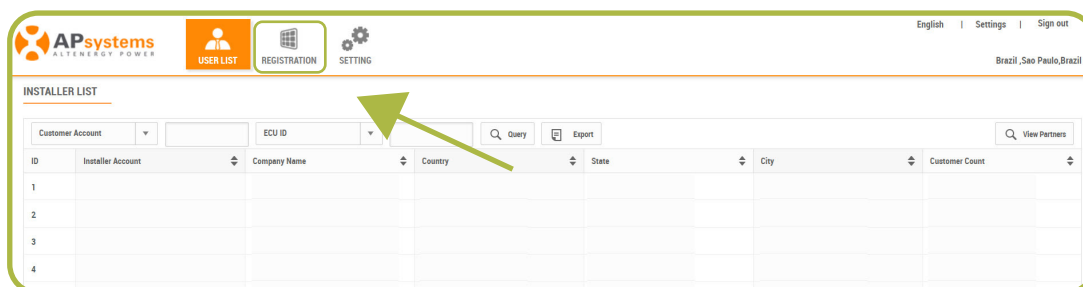 English | Settings | Sign out
APsystems
ALTENERGY POWER
USER LIST
REGISTRATION
SETTING
Brazil ,Sao Paulo,Brazil
INSTALLER LIST
Customer Account
ECU ID
Query
Export
View Partners
ID Installer Account Company Name Country State City Customer Count
1
2
3
4